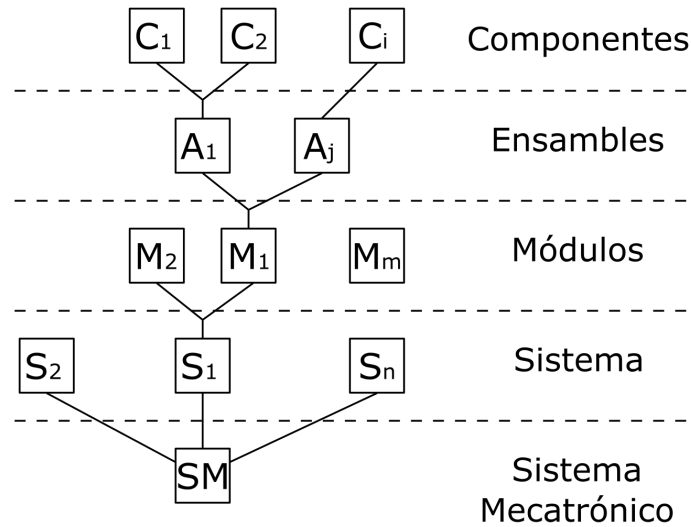 C1 C2 Ci Componentes
A1 Aj Ensambles
M2 M1 Mm Módulos
S2 S1 Sn Sistema
SM Sistema
Mecatrónico